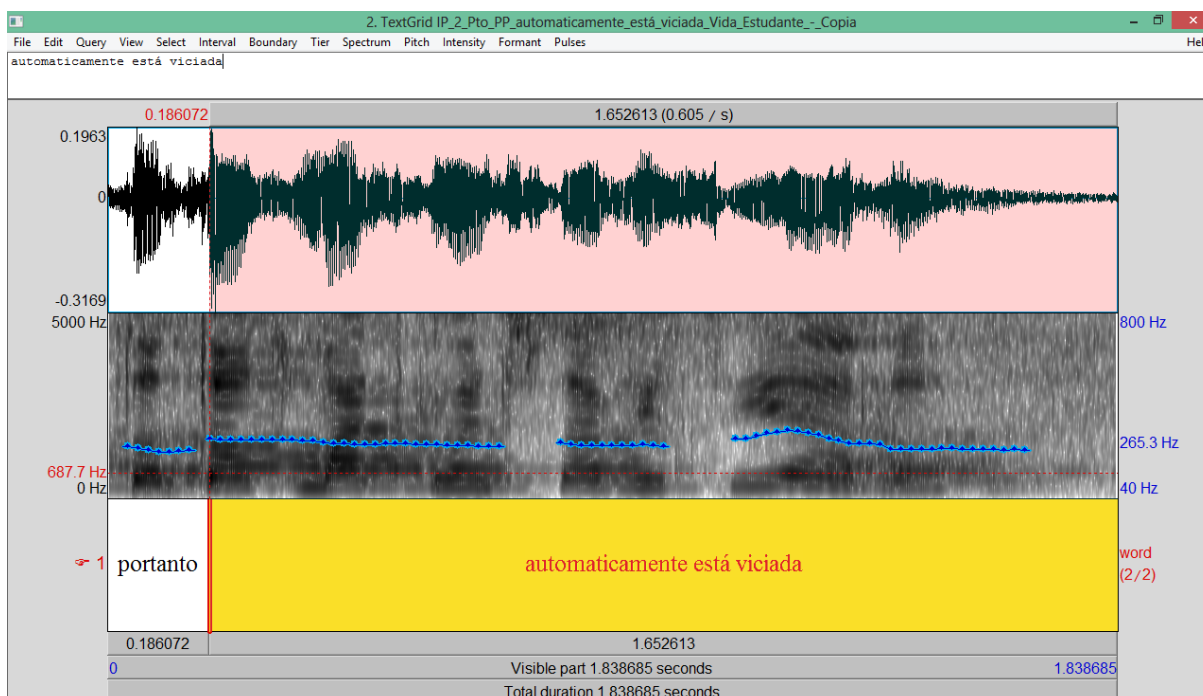 2. TextGrid IP_2_Pto_PP_automaticamente_está_viciada_Vida_Estudante_-_Copia
File Edit Query View Select Interval Boundary Tier Spectrum Pitch Intensity Formant Pulses Hel
automaticamente está viciada
0.186072 1.652613 (0.605 / s)
0.1963
0
-0.3169
5000 Hz 800 Hz
265.3 Hz
687.7 Hz
0 Hz 40 Hz
☞ 1 portanto automaticamente está viciada word
(2/2)
0.186072 1.652613
0 Visible part 1.838685 seconds 1.838685
Total duration 1.838685 seconds